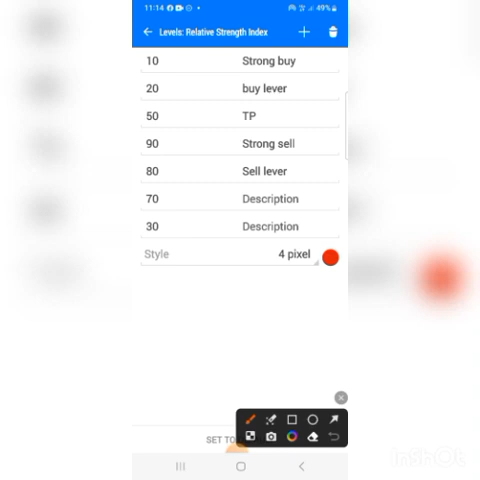 11:14 49%
Levels: Relative Strength Index
10 Strong buy
20 buy lever
50 TP
90 Strong sell
80 Sell lever
70 Description
30 Description
Style 4 pixel
SET TO
InShot